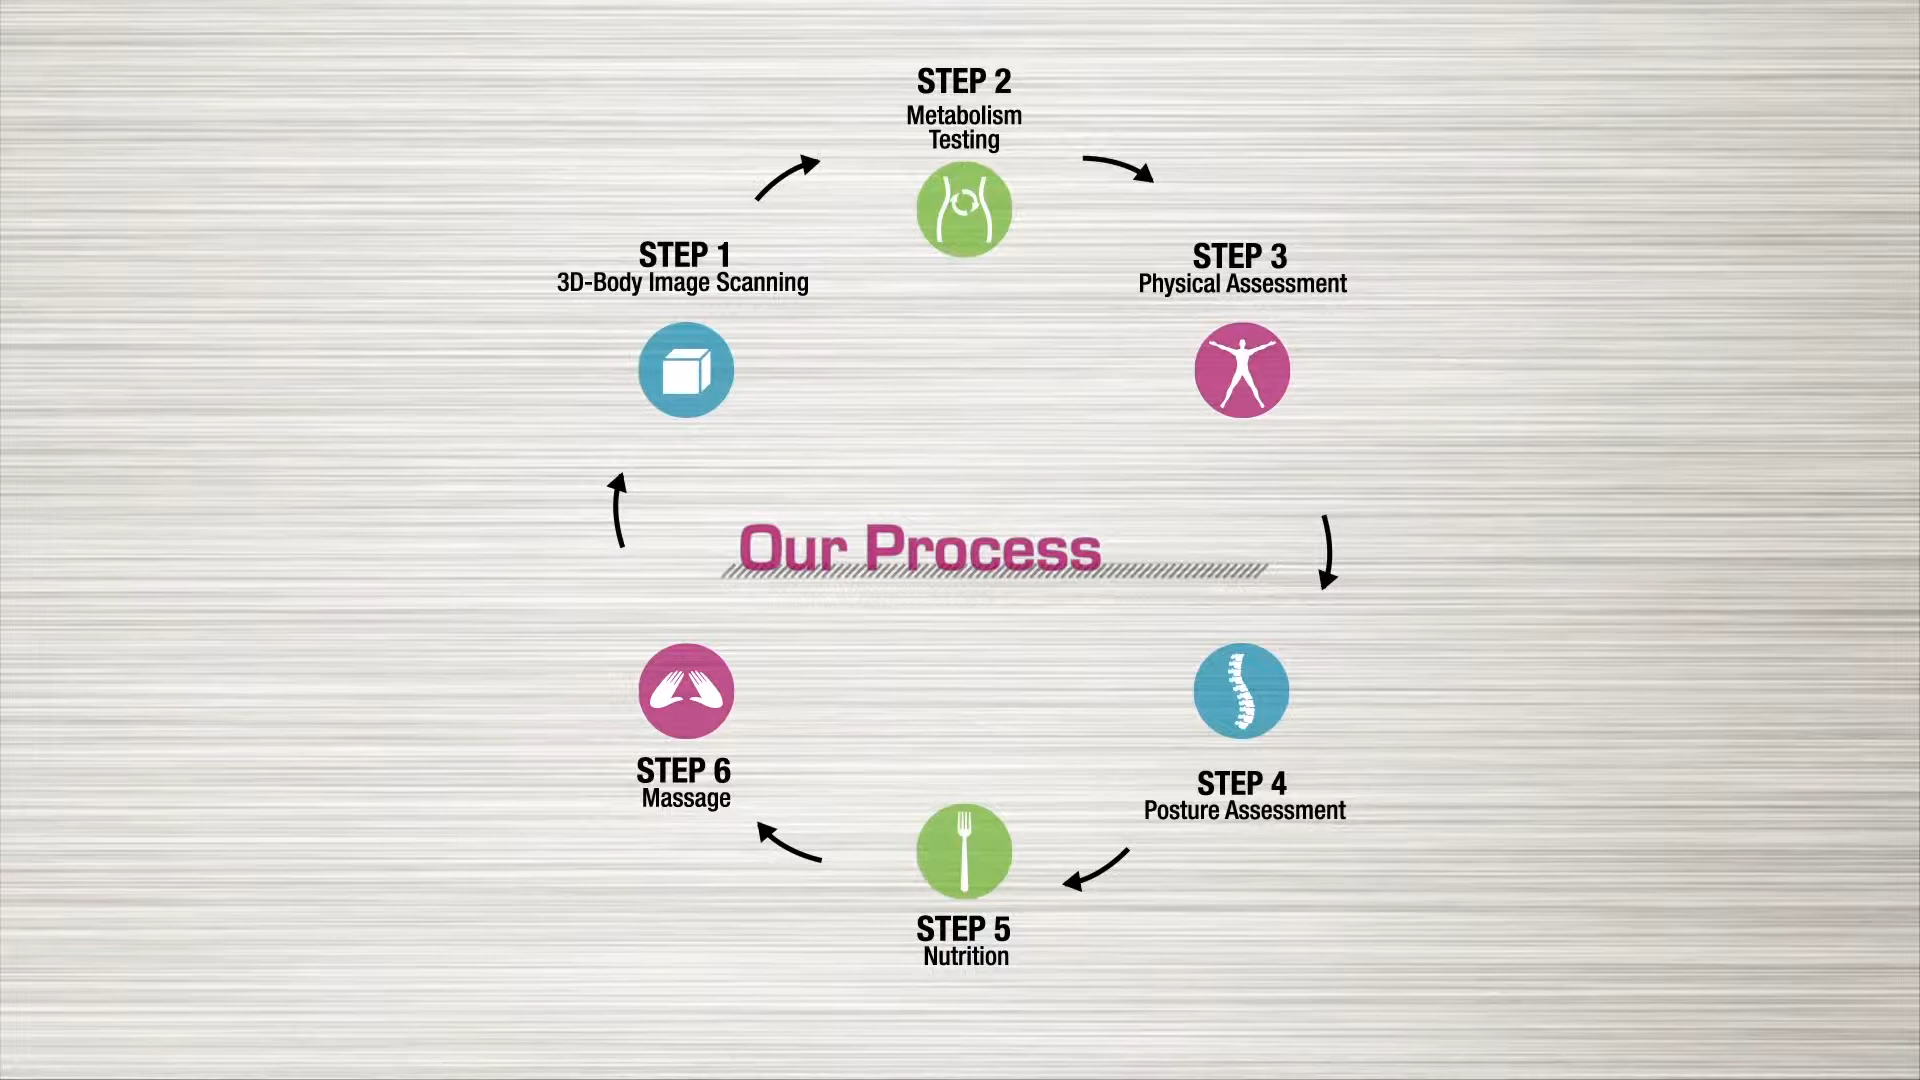 STEP 1
3D-Body Image Scanning
STEP 2
Metabolism
Testing
STEP 3
Physical Assessment
Our Process
STEP 4
Posture Assessment
STEP 5
Nutrition
STEP 6
Massage